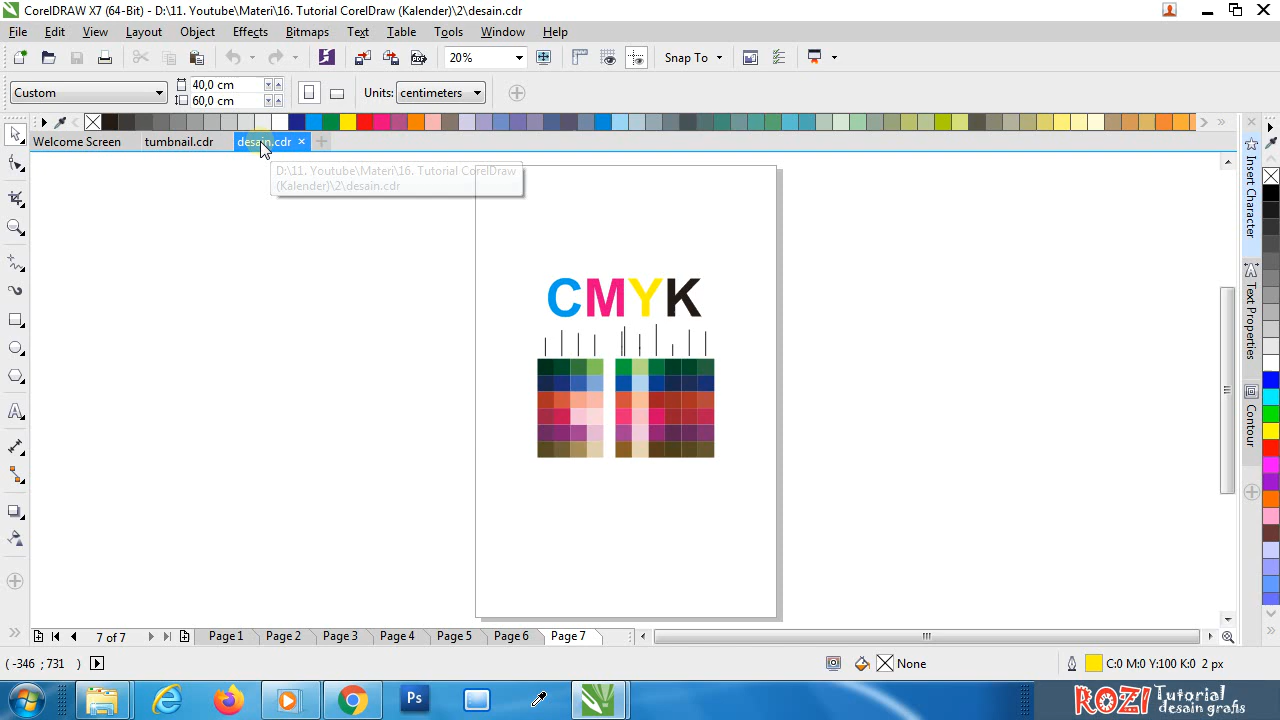 CorelDRAW X7 (64-Bit) - D:\11. Youtube\Materi\16. Tutorial CorelDraw (Kalender)\2\desain.cdr
File Edit View Layout Object Effects Bitmaps Text Table Tools Window Help
20% Snap To
Custom 40,0 cm 60,0 cm Units: centimeters
Welcome Screen tumbnail.cdr desain.cdr
D:\11. Youtube\Materi\16. Tutorial CorelDraw
(Kalender)\2\desain.cdr
CMYK
Insert Character
Text Properties
Contour
7 of 7 Page 1 Page 2 Page 3 Page 4 Page 5 Page 6 Page 7
( -346 ; 731 ) None C:0 M:0 Y:100 K:0 2 px
Ps
ROZI Tutorial
desain grafis